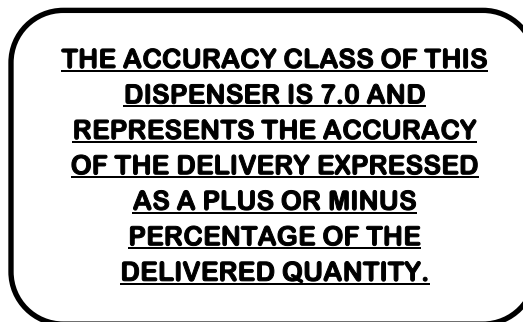 THE ACCURACY CLASS OF THIS
DISPENSER IS 7.0 AND
REPRESENTS THE ACCURACY
OF THE DELIVERY EXPRESSED
AS A PLUS OR MINUS
PERCENTAGE OF THE
DELIVERED QUANTITY.